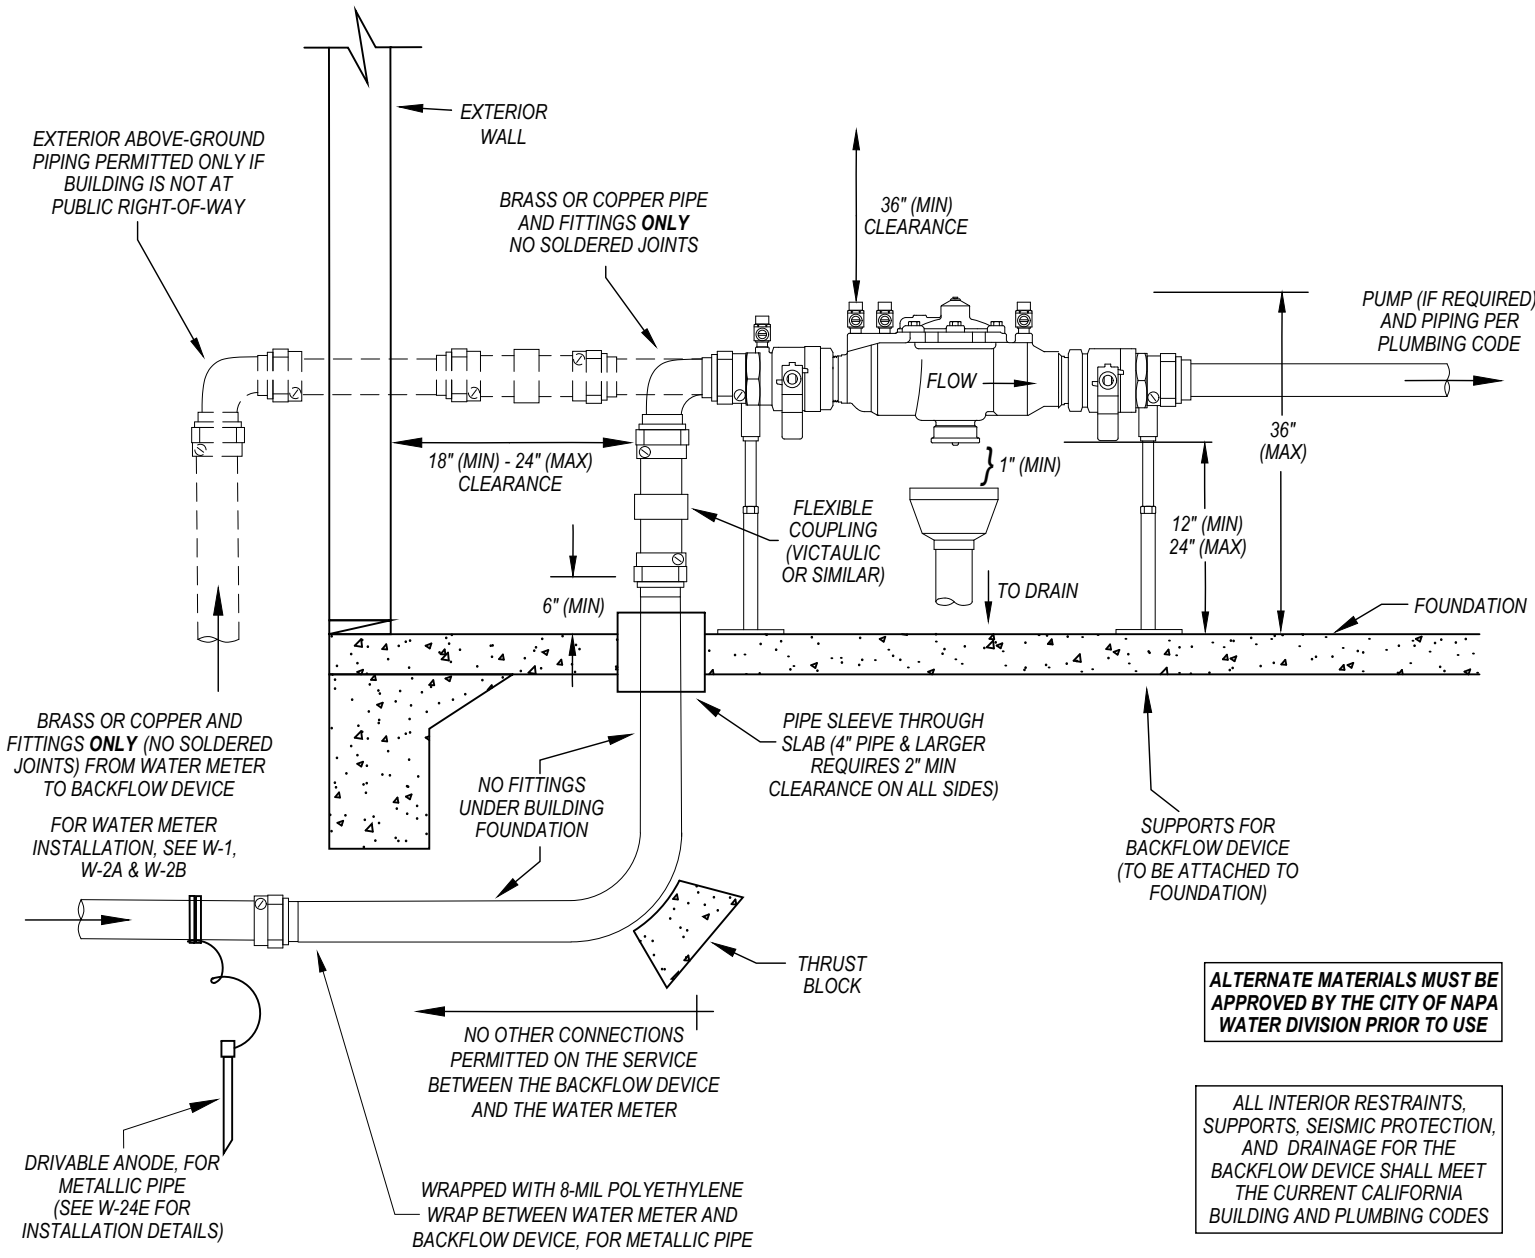 EXTERIOR
WALL
EXTERIOR ABOVE-GROUND
PIPING PERMITTED ONLY IF
BUILDING IS NOT AT
PUBLIC RIGHT-OF-WAY
BRASS OR COPPER PIPE
AND FITTINGS ONLY
NO SOLDERED JOINTS
36" (MIN)
CLEARANCE
PUMP (IF REQUIRED)
AND PIPING PER
PLUMBING CODE
FLOW
36"
(MAX)
18" (MIN) - 24" (MAX)
CLEARANCE
1" (MIN)
FLEXIBLE
COUPLING
(VICTAULIC
OR SIMILAR)
12" (MIN)
24" (MAX)
6" (MIN)
TO DRAIN
FOUNDATION
BRASS OR COPPER AND
FITTINGS ONLY (NO SOLDERED
JOINTS) FROM WATER METER
TO BACKFLOW DEVICE
FOR WATER METER
INSTALLATION, SEE W-1,
W-2A & W-2B
NO FITTINGS
UNDER BUILDING
FOUNDATION
PIPE SLEEVE THROUGH
SLAB (4" PIPE & LARGER
REQUIRES 2" MIN
CLEARANCE ON ALL SIDES)
SUPPORTS FOR
BACKFLOW DEVICE
(TO BE ATTACHED TO
FOUNDATION)
THRUST
BLOCK
NO OTHER CONNECTIONS
PERMITTED ON THE SERVICE
BETWEEN THE BACKFLOW DEVICE
AND THE WATER METER
ALTERNATE MATERIALS MUST BE
APPROVED BY THE CITY OF NAPA
WATER DIVISION PRIOR TO USE
DRIVABLE ANODE, FOR
METALLIC PIPE
(SEE W-24E FOR
INSTALLATION DETAILS)
WRAPPED WITH 8-MIL POLYETHYLENE
WRAP BETWEEN WATER METER AND
BACKFLOW DEVICE, FOR METALLIC PIPE
ALL INTERIOR RESTRAINTS,
SUPPORTS, SEISMIC PROTECTION,
AND DRAINAGE FOR THE
BACKFLOW DEVICE SHALL MEET
THE CURRENT CALIFORNIA
BUILDING AND PLUMBING CODES